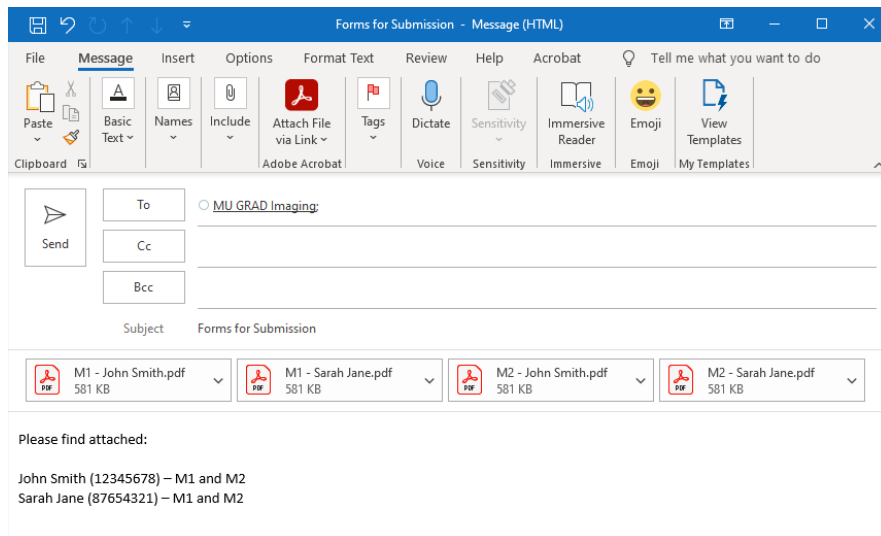 Forms for Submission - Message (HTML)
File Message Insert Options Format Text Review Help Acrobat Tell me what you want to do
Paste
Clipboard
Basic
Text
Names
Include
Attach File
via Link
Adobe Acrobat
Tags
Dictate
Voice
Sensitivity
Sensitivity
Immersive
Reader
Immersive
Emoji
Emoji
View
Templates
My Templates
Send
To
MU GRAD Imaging;
Cc
Bcc
Subject Forms for Submission
PDF
M1 - John Smith.pdf
581 KB
PDF
M1 - Sarah Jane.pdf
581 KB
PDF
M2 - John Smith.pdf
581 KB
PDF
M2 - Sarah Jane.pdf
581 KB
Please find attached:
John Smith (12345678) – M1 and M2
Sarah Jane (87654321) – M1 and M2